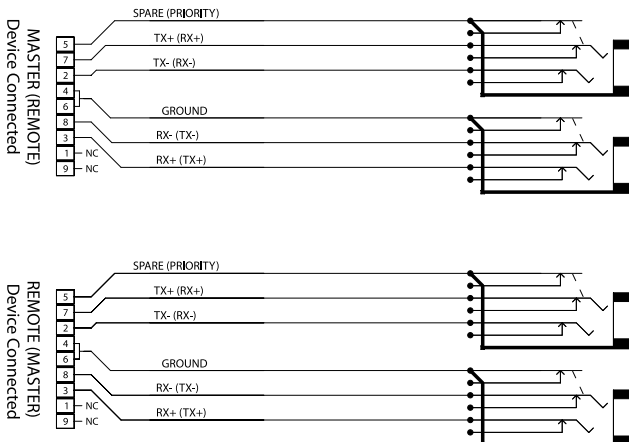 MASTER (REMOTE)
Device Connected
5
7
2
4
6
8
3
1
9
NC
NC
SPARE (PRIORITY)
TX+ (RX+)
TX- (RX-)
GROUND
RX- (TX-)
RX+ (TX+)
REMOTE (MASTER)
Device Connected
5
7
2
4
6
8
3
1
9
NC
NC
SPARE (PRIORITY)
TX+ (RX+)
TX- (RX-)
GROUND
RX- (TX-)
RX+ (TX+)